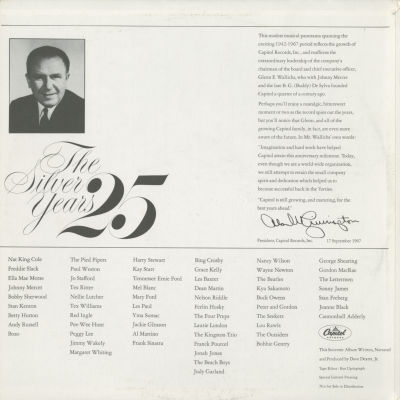 This modest musical panorama spanning the
exciting 1942-1967 period reflects the growth of
Capitol Records, Inc., and reaffirms the
extraordinary leadership of the company's
chairman of the board and chief executive officer,
Glenn E. Wallichs, who with Johnny Mercer
and the late B. G. (Buddy) De Sylva founded
Capitol a quarter of a century ago.
Perhaps you'll enjoy a nostalgic, bittersweet
moment or two as the record spins out the years,
but you'll notice that Glenn, and all of the
growing Capitol family, in fact, are even more
aware of the future. In Mr. Wallichs' own words:
"Imagination and hard work have helped
Capitol attain this anniversary milestone. Today,
even though we are a world-wide organization,
we still attempt to retain the small company
spirit and dedication which helped us to
become successful back in the Forties.
"Capitol is still growing, and maturing, for the
best years ahead."
President, Capitol Records, Inc. 17 September 1967
The
Silver
Years 25
Nat King Cole
Freddie Slack
Ella Mae Morse
Johnny Mercer
Bobby Sherwood
Stan Kenton
Betty Hutton
Andy Russell
Bozo
The Pied Pipers
Paul Weston
Jo Stafford
Tex Ritter
Nellie Lutcher
Tex Williams
Red Ingle
Pee Wee Hunt
Peggy Lee
Jimmy Wakely
Margaret Whiting
Harry Stewart
Kay Starr
Tennessee Ernie Ford
Mel Blanc
Mary Ford
Les Paul
Yma Sumac
Jackie Gleason
Al Martino
Frank Sinatra
Bing Crosby
Grace Kelly
Les Baxter
Dean Martin
Nelson Riddle
Ferlin Husky
The Four Preps
Laurie London
The Kingston Trio
Franck Pourcel
Jonah Jones
The Beach Boys
Judy Garland
Nancy Wilson
Wayne Newton
The Beatles
Kyu Sakamoto
Buck Owens
Peter and Gordon
The Seekers
Lou Rawls
The Outsiders
Bobbie Gentry
George Shearing
Gordon MacRae
The Lettermen
Sonny James
Stan Freberg
Jeanne Black
Cannonball Adderly
Capitol
RECORDS
This Souvenir Album Written, Narrated
and Produced by Dave Dexter, Jr.
Special Limited Pressing
Not for Sale or Distribution